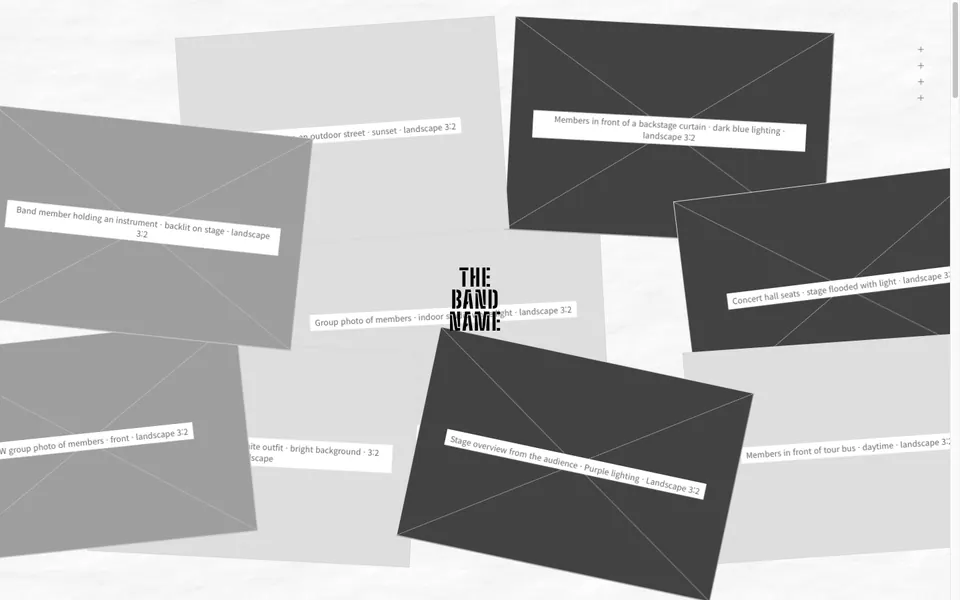 outdoor street · sunset · landscape 3:2
Members in front of a backstage curtain · dark blue lighting ·
landscape 3:2
Band member holding an instrument · backlit on stage · landscape
3:2
Concert hall seats · stage flooded with light · landscape 3:
THE
BAND
NAME
Group photo of members · indoor · landscape 3:2
group photo of members · front · landscape 3:2
outfit · bright background · 3:2
Stage overview from the audience · Purple lighting · Landscape 3:2
Members in front of tour bus · daytime · landscape 3:2